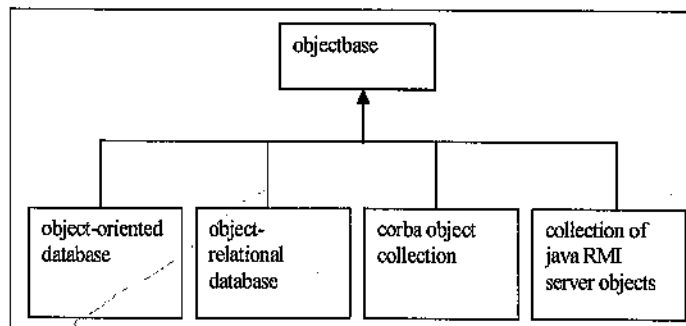 objectbase
object-oriented
database
object-
relational
database
corba object
collection
collection of
java RMI
server objects